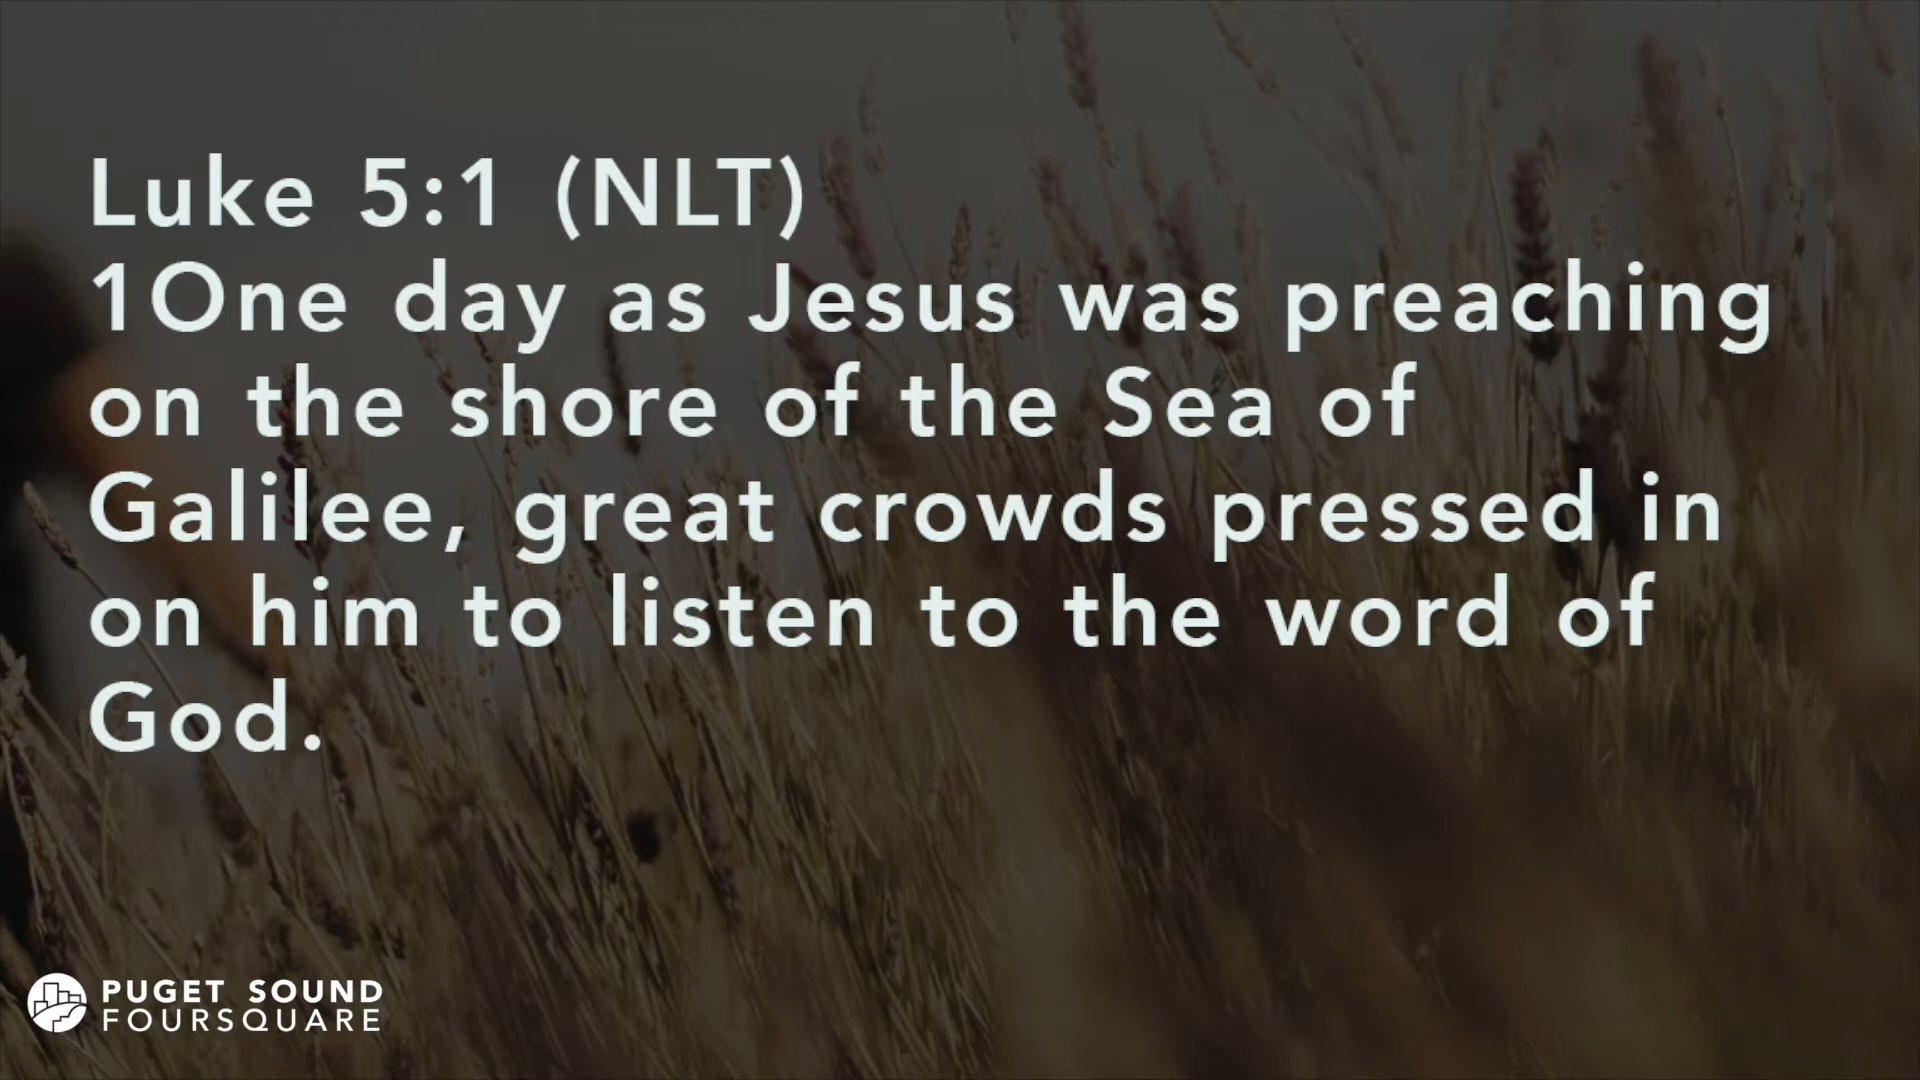 Luke 5:1 (NLT)
1One day as Jesus was preaching
on the shore of the Sea of
Galilee, great crowds pressed in
on him to listen to the word of
God.
PUGET SOUND
FOURSQUARE